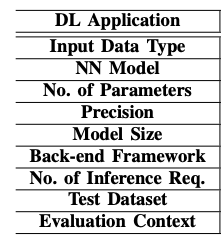 DL Application
Input Data Type
NN Model
No. of Parameters
Precision
Model Size
Back-end Framework
No. of Inference Req.
Test Dataset
Evaluation Context